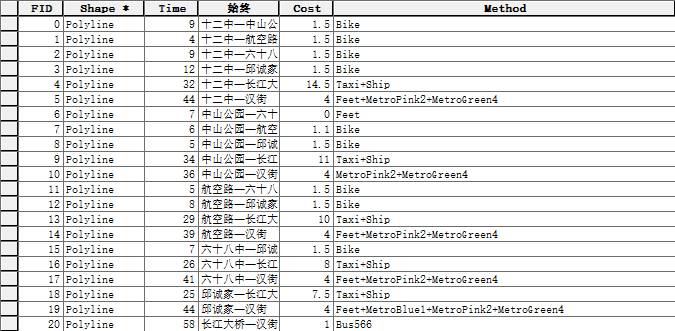 FID Shape * Time 始终 Cost Method
0 Polyline 9 十二中—中山公 1.5 Bike
1 Polyline 4 十二中—航空路 1.5 Bike
2 Polyline 9 十二中—六十八 1.5 Bike
3 Polyline 12 十二中—邱诚家 1.5 Bike
4 Polyline 32 十二中—长江大 14.5 Taxi+Ship
5 Polyline 44 十二中—汉街 4 Feet+MetroPink2+MetroGreen4
6 Polyline 7 中山公园—六十 0 Feet
7 Polyline 6 中山公园—航空 1.1 Bike
8 Polyline 5 中山公园—邱诚 1.5 Bike
9 Polyline 34 中山公园—长江 11 Taxi+Ship
10 Polyline 36 中山公园—汉街 4 MetroPink2+MetroGreen4
11 Polyline 5 航空路—六十八 1.5 Bike
12 Polyline 8 航空路—邱诚家 1.5 Bike
13 Polyline 29 航空路—长江大 10 Taxi+Ship
14 Polyline 39 航空路—汉街 4 Feet+MetroPink2+MetroGreen4
15 Polyline 7 六十八中—邱诚 1.5 Bike
16 Polyline 26 六十八中—长江 8 Taxi+Ship
17 Polyline 41 六十八中—汉街 4 Feet+MetroPink2+MetroGreen4
18 Polyline 25 邱诚家—长江大 7.5 Taxi+Ship
19 Polyline 44 邱诚家—汉街 4 Feet+MetroBlue1+MetroPink2+MetroGreen4
20 Polyline 58 长江大桥—汉街 1 Bus566